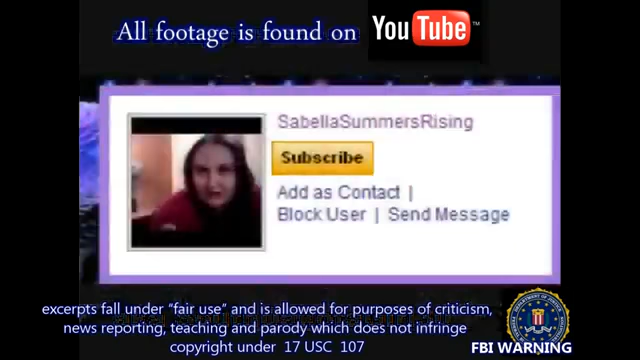 All footage is found on YouTube™
SabellaSummersRising
Subscribe
Add as Contact |
Block User | Send Message
excerpts fall under "fair use" and is allowed for purposes of criticism,
news reporting, teaching and parody which does not infringe
copyright under 17 USC 107
FBI WARNING